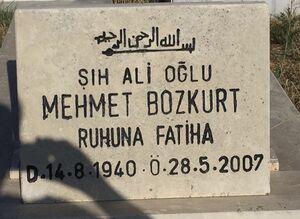 بسم الله الرحمن الرحيم
ŞIH ALİ OĞLU
MEHMET BOZKURT
RUHUNA FATİHA
D.14.8.1940 Ö.28.5.2007